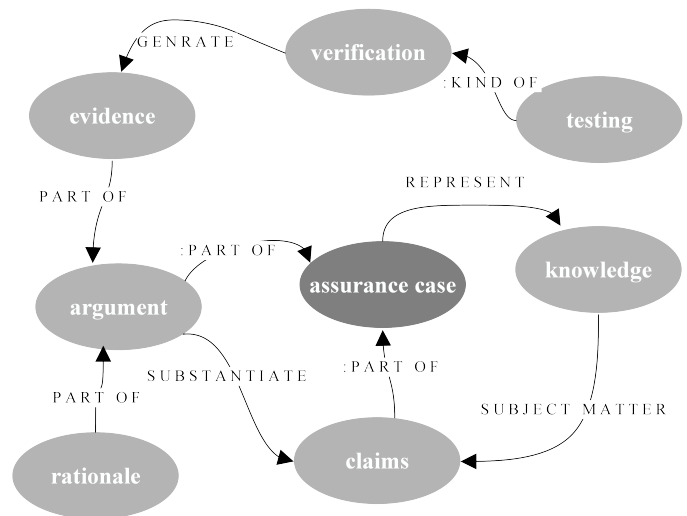 GENRATE
verification
:KIND OF
evidence
testing
PART OF
REPRESENT
:PART OF
knowledge
assurance case
argument
:PART OF
SUBSTANTIATE
PART OF
SUBJECT MATTER
claims
rationale